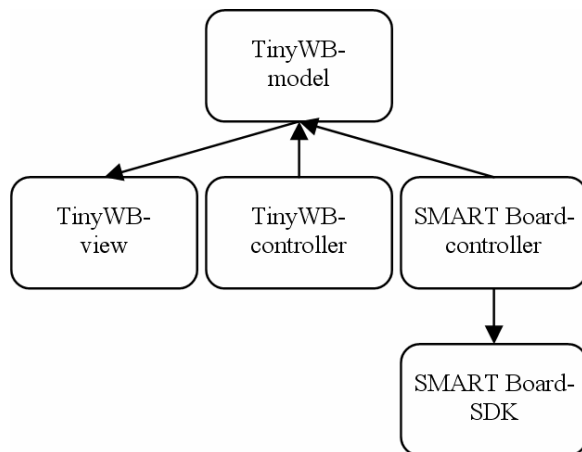 TinyWB-
model
TinyWB-
view
TinyWB-
controller
SMART Board-
controller
SMART Board-
SDK